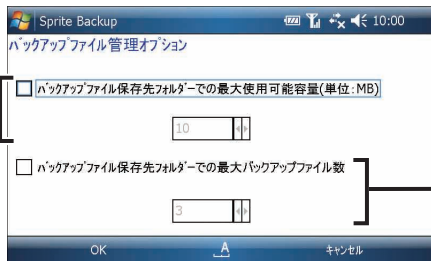 Sprite Backup 10:00
バックアップファイル管理オプション
バックアップファイル保存先フォルダーでの最大使用可能容量(単位:MB)
10
バックアップファイル保存先フォルダーでの最大バックアップファイル数
3
OK A キャンセル